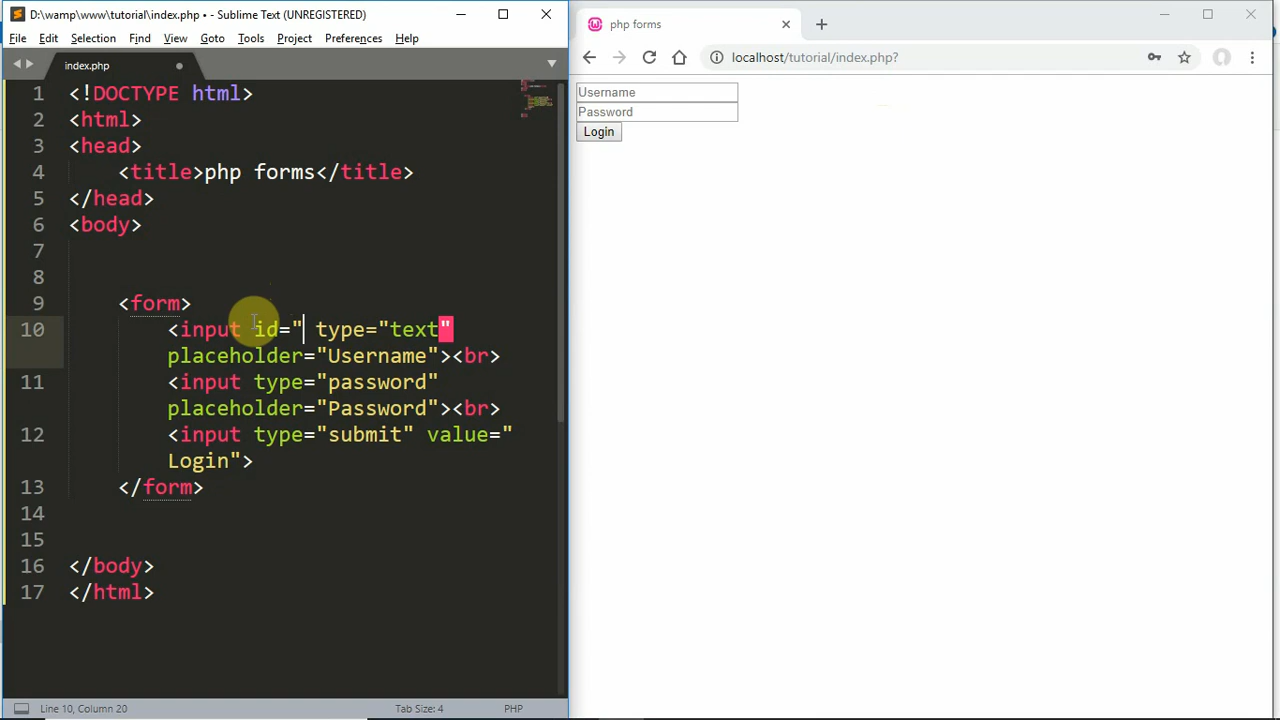 D:\wamp\www\tutorial\index.php • - Sublime Text (UNREGISTERED)
File Edit Selection Find View Goto Tools Project Preferences Help
index.php
1 <!DOCTYPE html>
2 <html>
3 <head>
4 <title>php forms</title>
5 </head>
6 <body>
7
8
9 <form>
10 <input id=" type="text"
placeholder="Username"><br>
11 <input type="password"
placeholder="Password"><br>
12 <input type="submit" value="
Login">
13 </form>
14
15
16 </body>
17 </html>
Line 10, Column 20 Tab Size: 4 PHP
php forms
localhost/tutorial/index.php?
Username
Password
Login